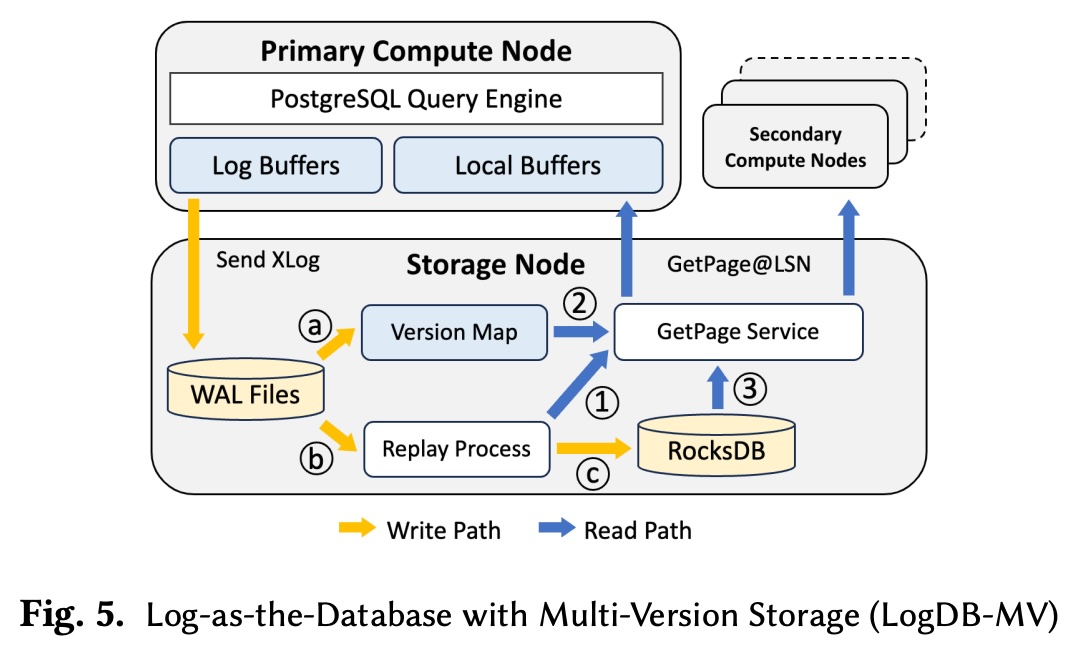 Primary Compute Node
PostgreSQL Query Engine
Log Buffers
Local Buffers
Secondary
Compute Nodes
Send XLog
Storage Node
GetPage@LSN
a
Version Map
2
GetPage Service
WAL Files
1
3
b
Replay Process
c
RocksDB
Write Path
Read Path
Fig. 5. Log-as-the-Database with Multi-Version Storage (LogDB-MV)